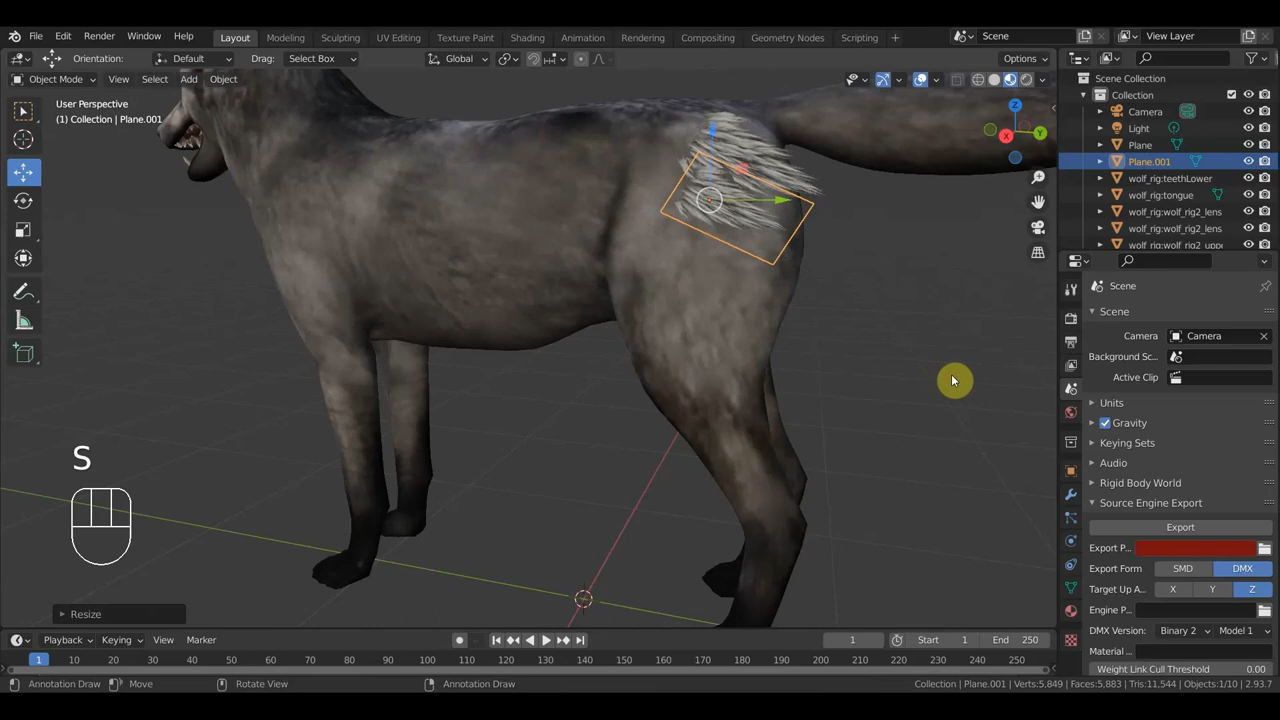 File Edit Render Window Help Layout Modeling Sculpting UV Editing Texture Paint Shading Animation Rendering Compositing Geometry Nodes Scripting + Scene View Layer
Orientation: Default Drag: Select Box Global Options
Object Mode View Select Add Object
User Perspective
(1) Collection | Plane.001
Z
Y
X
Scene Collection
Collection
Camera
Light
Plane
Plane.001
wolf_rig:teethLower
wolf_rig:tongue
wolf_rig:wolf_rig2_lens
wolf_rig:wolf_rig2_lens
wolf_rig:wolf_rig2_uppe
Scene
Scene
Camera Camera
Background Sc...
Active Clip
Units
Gravity
Keying Sets
Audio
Rigid Body World
Source Engine Export
Export
Export P...
Export Form SMD DMX
Target Up A... X Y Z
Engine P...
DMX Version: Binary 2 Model 1
Material ...
Weight Link Cull Threshold 0.00
S
Resize
Playback Keying View Marker 1 Start 1 End 250
1 10 20 30 40 50 60 70 80 90 100 110 120 130 140 150 160 170 180 190 200 210 220 230 240 250
Annotation Draw Move Rotate View Annotation Draw Collection | Plane.001 | Verts:5,849 | Faces:5,883 | Tris:11,544 | Objects:1/10 | 2.93.7